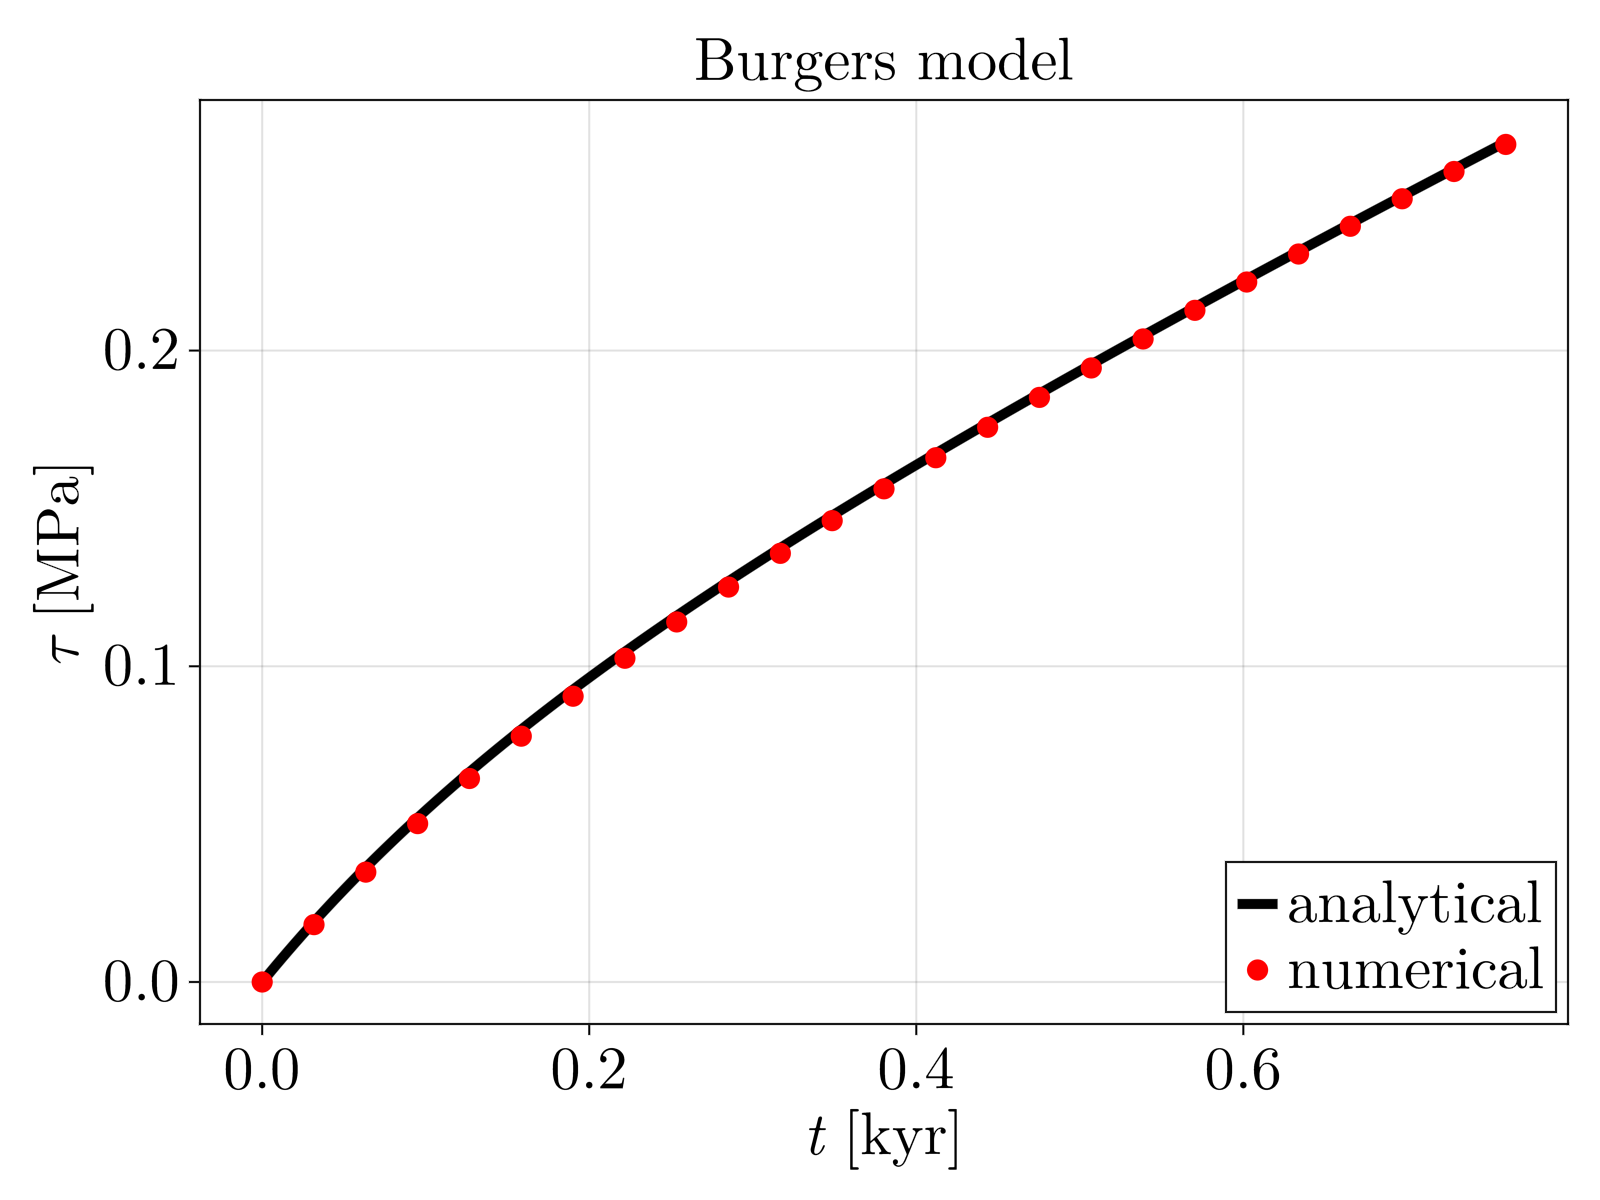 Burgers model
τ [MPa]
0.2
0.1
0.0
0.0 0.2 0.4 0.6
t [kyr]
analytical
numerical